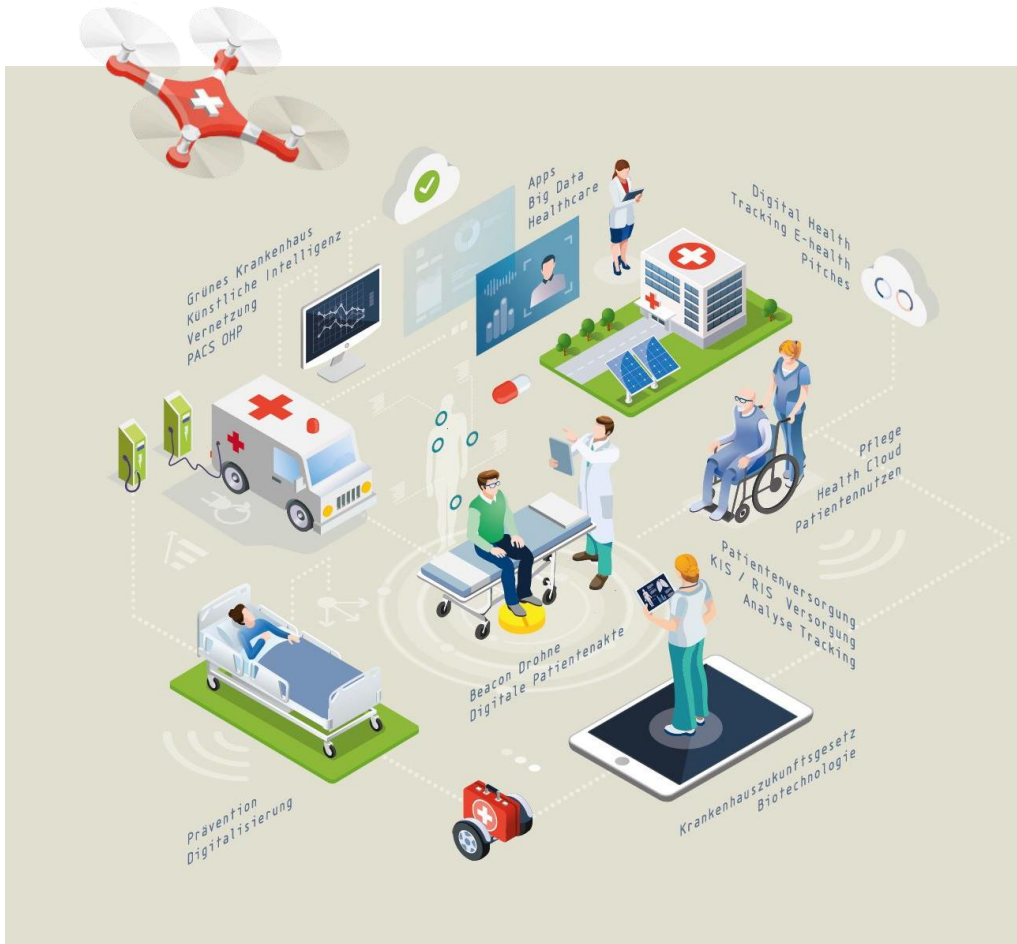 Apps
Big Data
Healthcare
Digital Health
Tracking E-health
Pitches
Grünes Krankenhaus
Künstliche Intelligenz
Vernetzung
PACS OHP
Pflege
Health Cloud
Patientennutzen
Patientenversorgung
KIS / RIS Versorgung
Analyse Tracking
Beacon Drohne
Digitale Patientenakte
Krankenhauszukunftsgesetz
Biotechnologie
Prävention
Digitalisierung